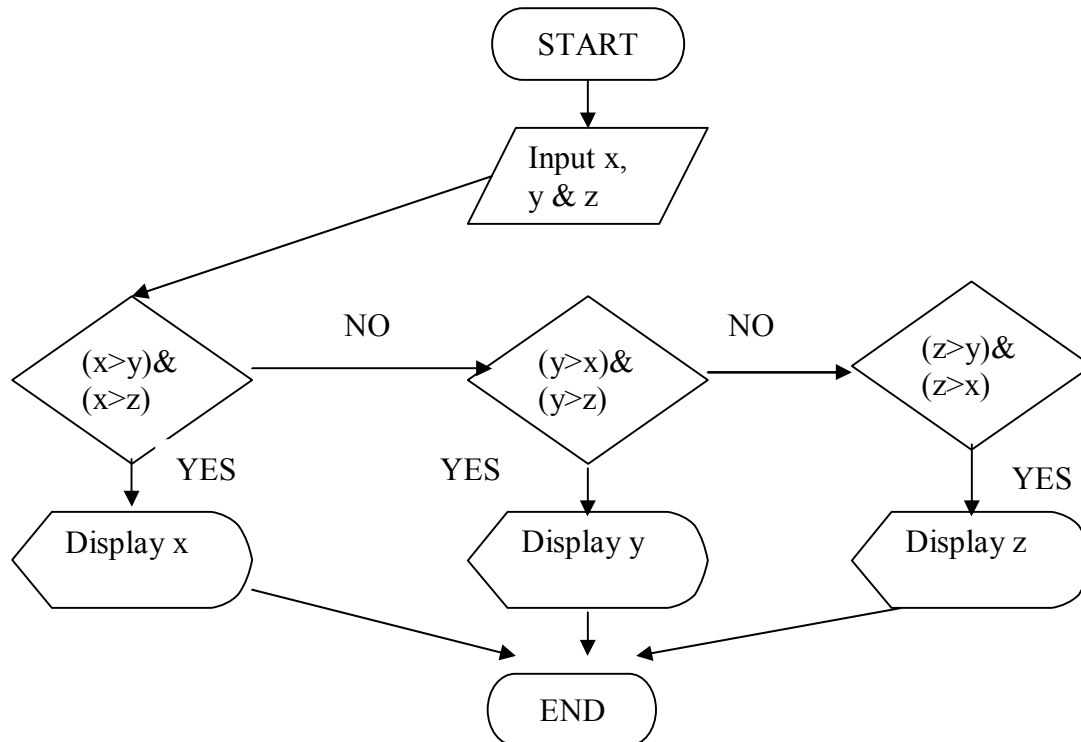 START
Input x,
y & z
(x>y)&
(x>z)
NO
(y>x)&
(y>z)
NO
(z>y)&
(z>x)
YES
YES
YES
Display x
Display y
Display z
END